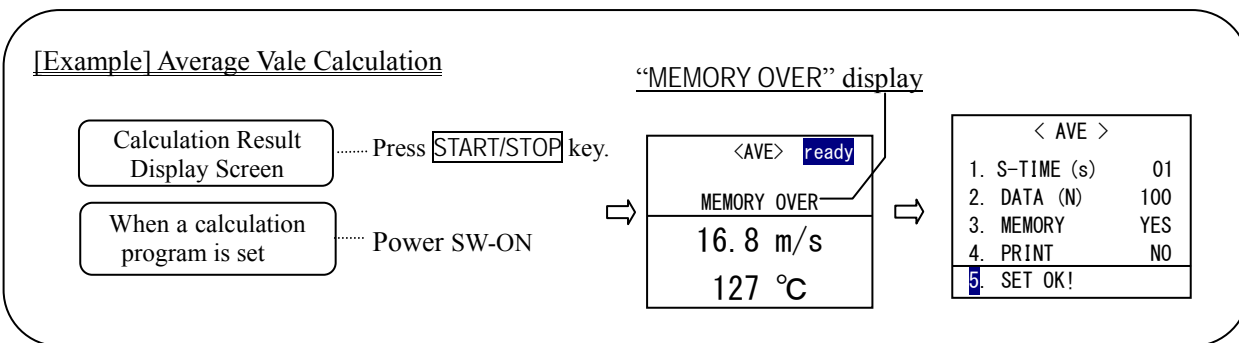 [Example] Average Vale Calculation
"MEMORY OVER" display
Calculation Result
Display Screen
........ Press START/STOP key.
When a calculation
program is set
....... Power SW-ON
<AVE> ready
MEMORY OVER
16.8 m/s
127 ℃
< AVE >
1. S-TIME (s) 01
2. DATA (N) 100
3. MEMORY YES
4. PRINT NO
5. SET OK!